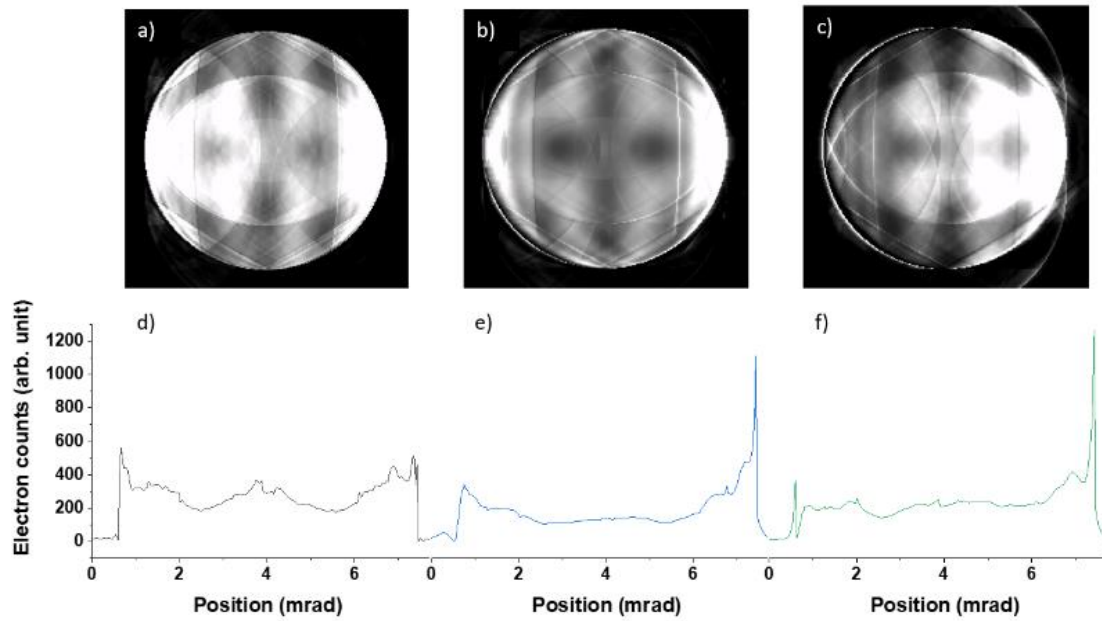 a)
b)
c)
d)
e)
f)
Electron counts (arb. unit)
1200
1000
800
600
400
200
0
0
2
4
6
0
2
4
6
0
2
4
6
Position (mrad)
Position (mrad)
Position (mrad)